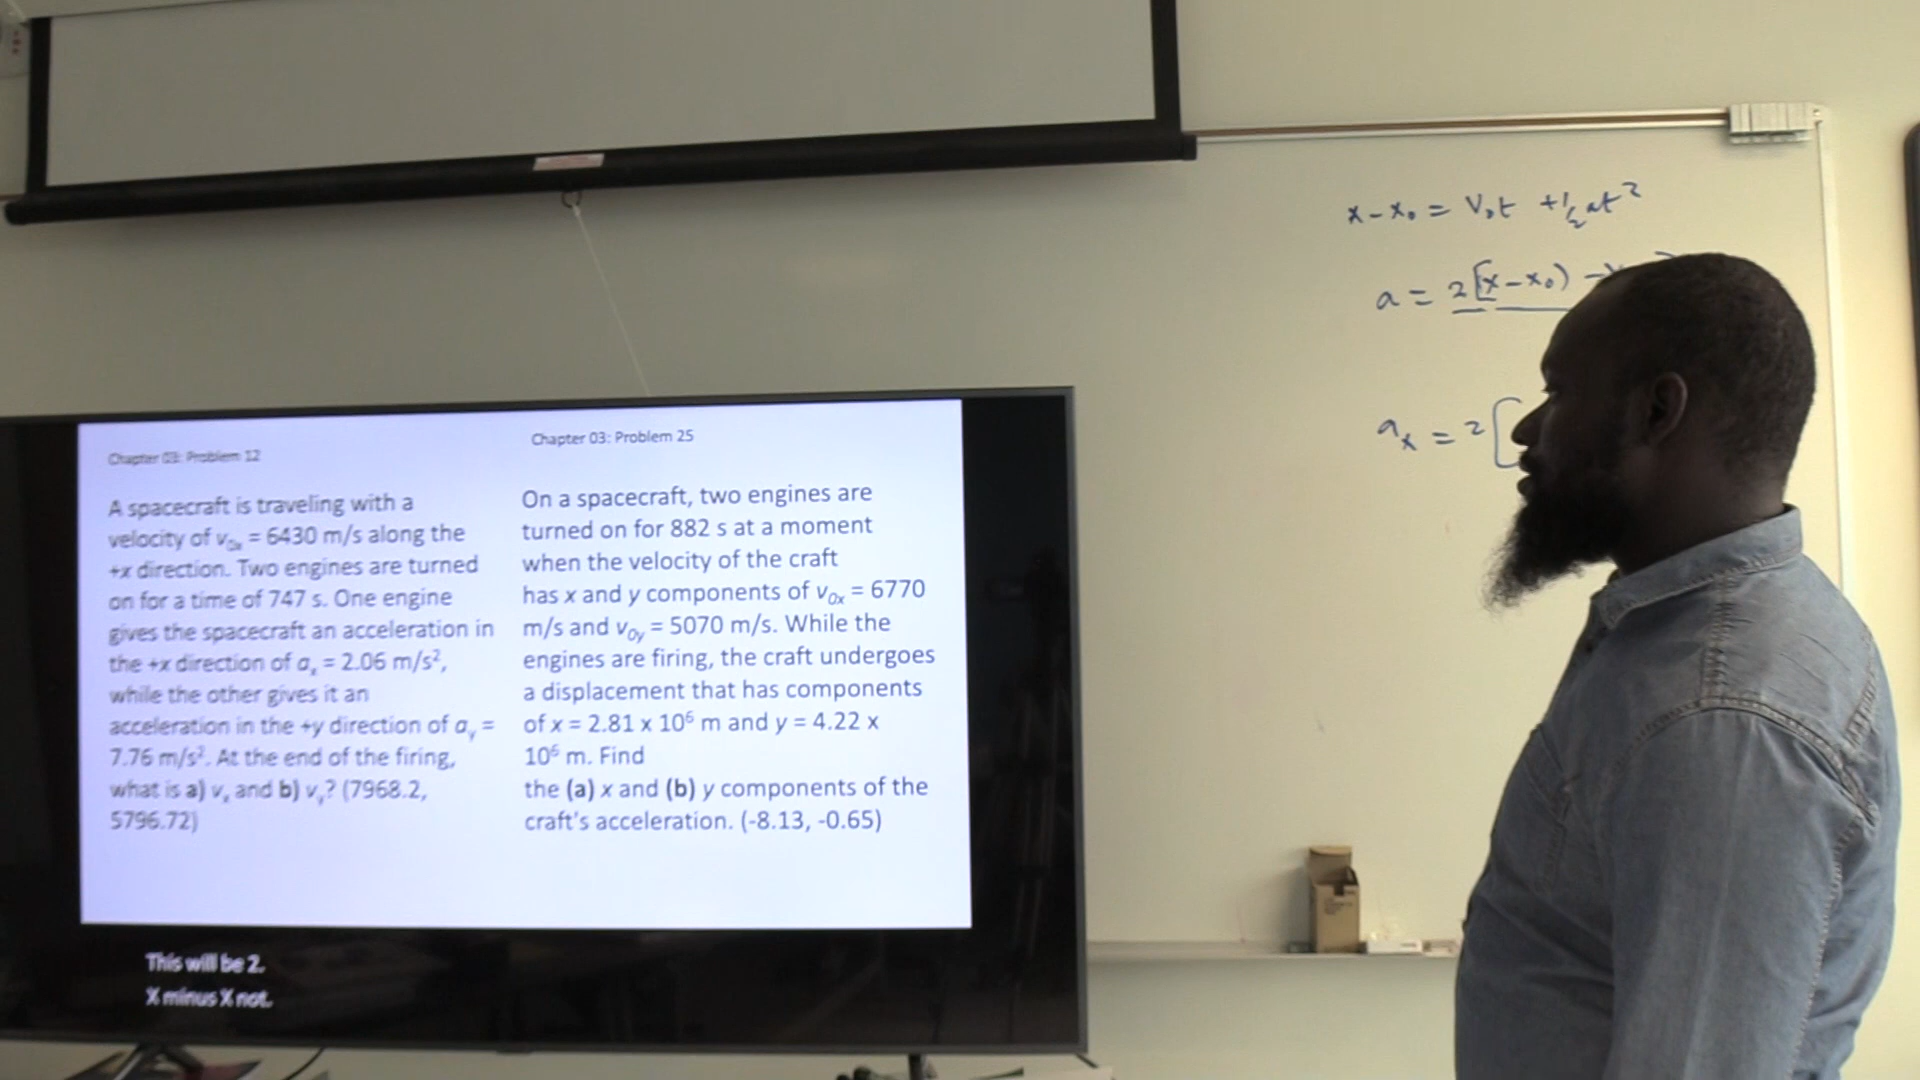 x - x₀ = V₀t + ½at²
a = 2[x - x₀) -
aₓ = 2[
Chapter 03: Problem 12
A spacecraft is traveling with a
velocity of v₀ₓ = 6430 m/s along the
+x direction. Two engines are turned
on for a time of 747 s. One engine
gives the spacecraft an acceleration in
the +x direction of aₓ = 2.06 m/s²,
while the other gives it an
acceleration in the +y direction of aᵧ =
7.76 m/s². At the end of the firing,
what is a) vₓ and b) vᵧ? (7968.2,
5796.72)
Chapter 03: Problem 25
On a spacecraft, two engines are
turned on for 882 s at a moment
when the velocity of the craft
has x and y components of v₀ₓ = 6770
m/s and v₀ᵧ = 5070 m/s. While the
engines are firing, the craft undergoes
a displacement that has components
of x = 2.81 x 10⁶ m and y = 4.22 x
10⁶ m. Find
the (a) x and (b) y components of the
craft's acceleration. (-8.13, -0.65)
This will be 2.
X minus X not.